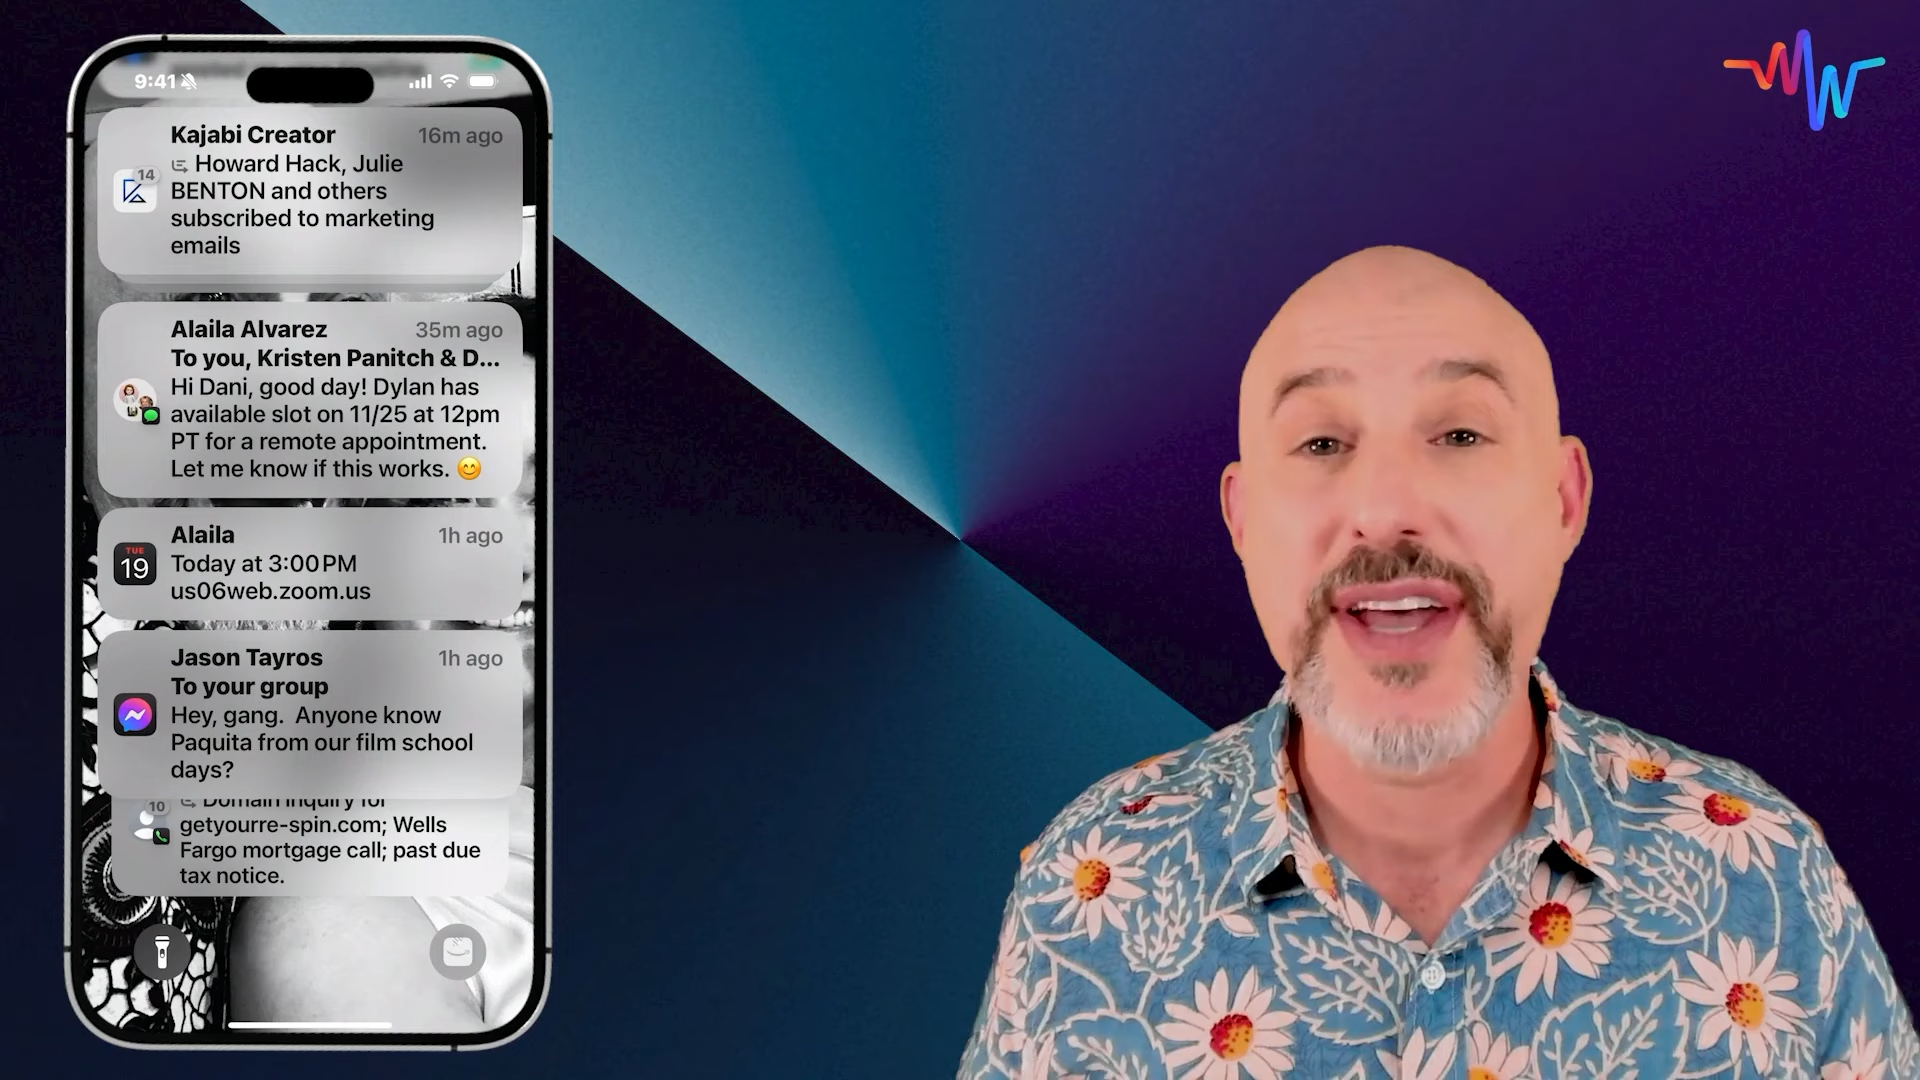 9:41
Kajabi Creator 16m ago
14
Howard Hack, Julie
BENTON and others
subscribed to marketing
emails
Alaila Alvarez 35m ago
To you, Kristen Panitch & D...
Hi Dani, good day! Dylan has
available slot on 11/25 at 12pm
PT for a remote appointment.
Let me know if this works. 😊
Alaila 1h ago
TUE
19
Today at 3:00 PM
us06web.zoom.us
Jason Tayros 1h ago
To your group
Hey, gang.  Anyone know
Paquita from our film school
days?
10
Domain inquiry for
getyourre-spin.com; Wells
Fargo mortgage call; past due
tax notice.